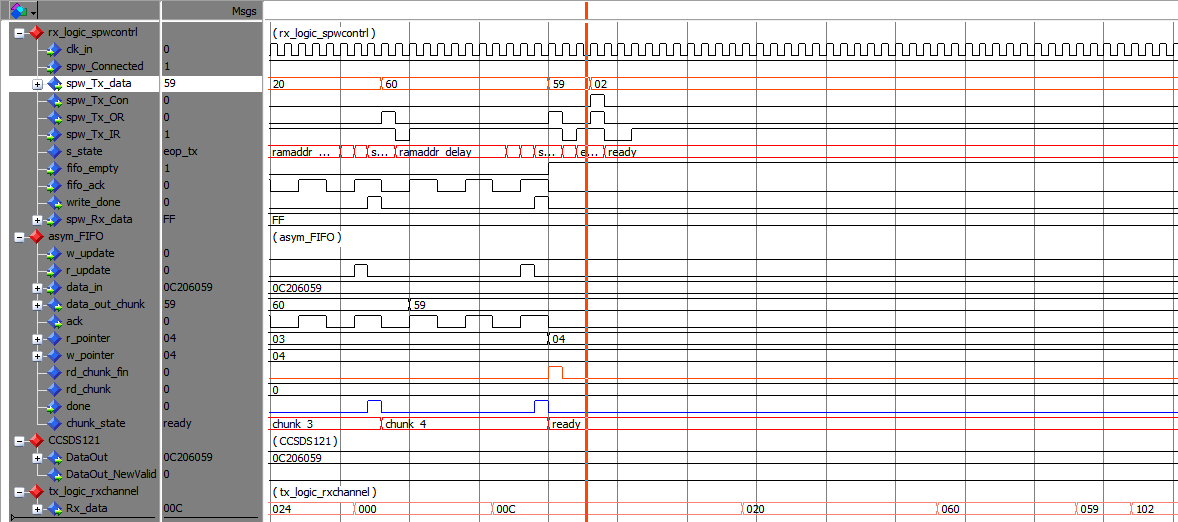 Msgs
rx_logic_spwcontrl ( rx_logic_spwcontrl )
clk_in 0
spw_Connected 1
spw_Tx_data 59 20 60 59 02
spw_Tx_Con 0
spw_Tx_OR 0
spw_Tx_IR 1
s_state eop_tx ramaddr_... s... ramaddr_delay s... e... ready
fifo_empty 1
fifo_ack 0
write_done 0
spw_Rx_data FF FF
asym_FIFO ( asym_FIFO )
w_update 0
r_update 0
data_in 0C206059 0C206059
data_out_chunk 59 60 59
ack 0
r_pointer 04 03 04
w_pointer 04 04
rd_chunk_fin 0
rd_chunk 0 0
done 0
chunk_state ready chunk_3 chunk_4 ready
CCSDS121 ( CCSDS121 )
DataOut 0C206059 0C206059
DataOut_NewValid 0
tx_logic_rxchannel ( tx_logic_rxchannel )
Rx_data 00C 024 000 00C 020 060 059 102